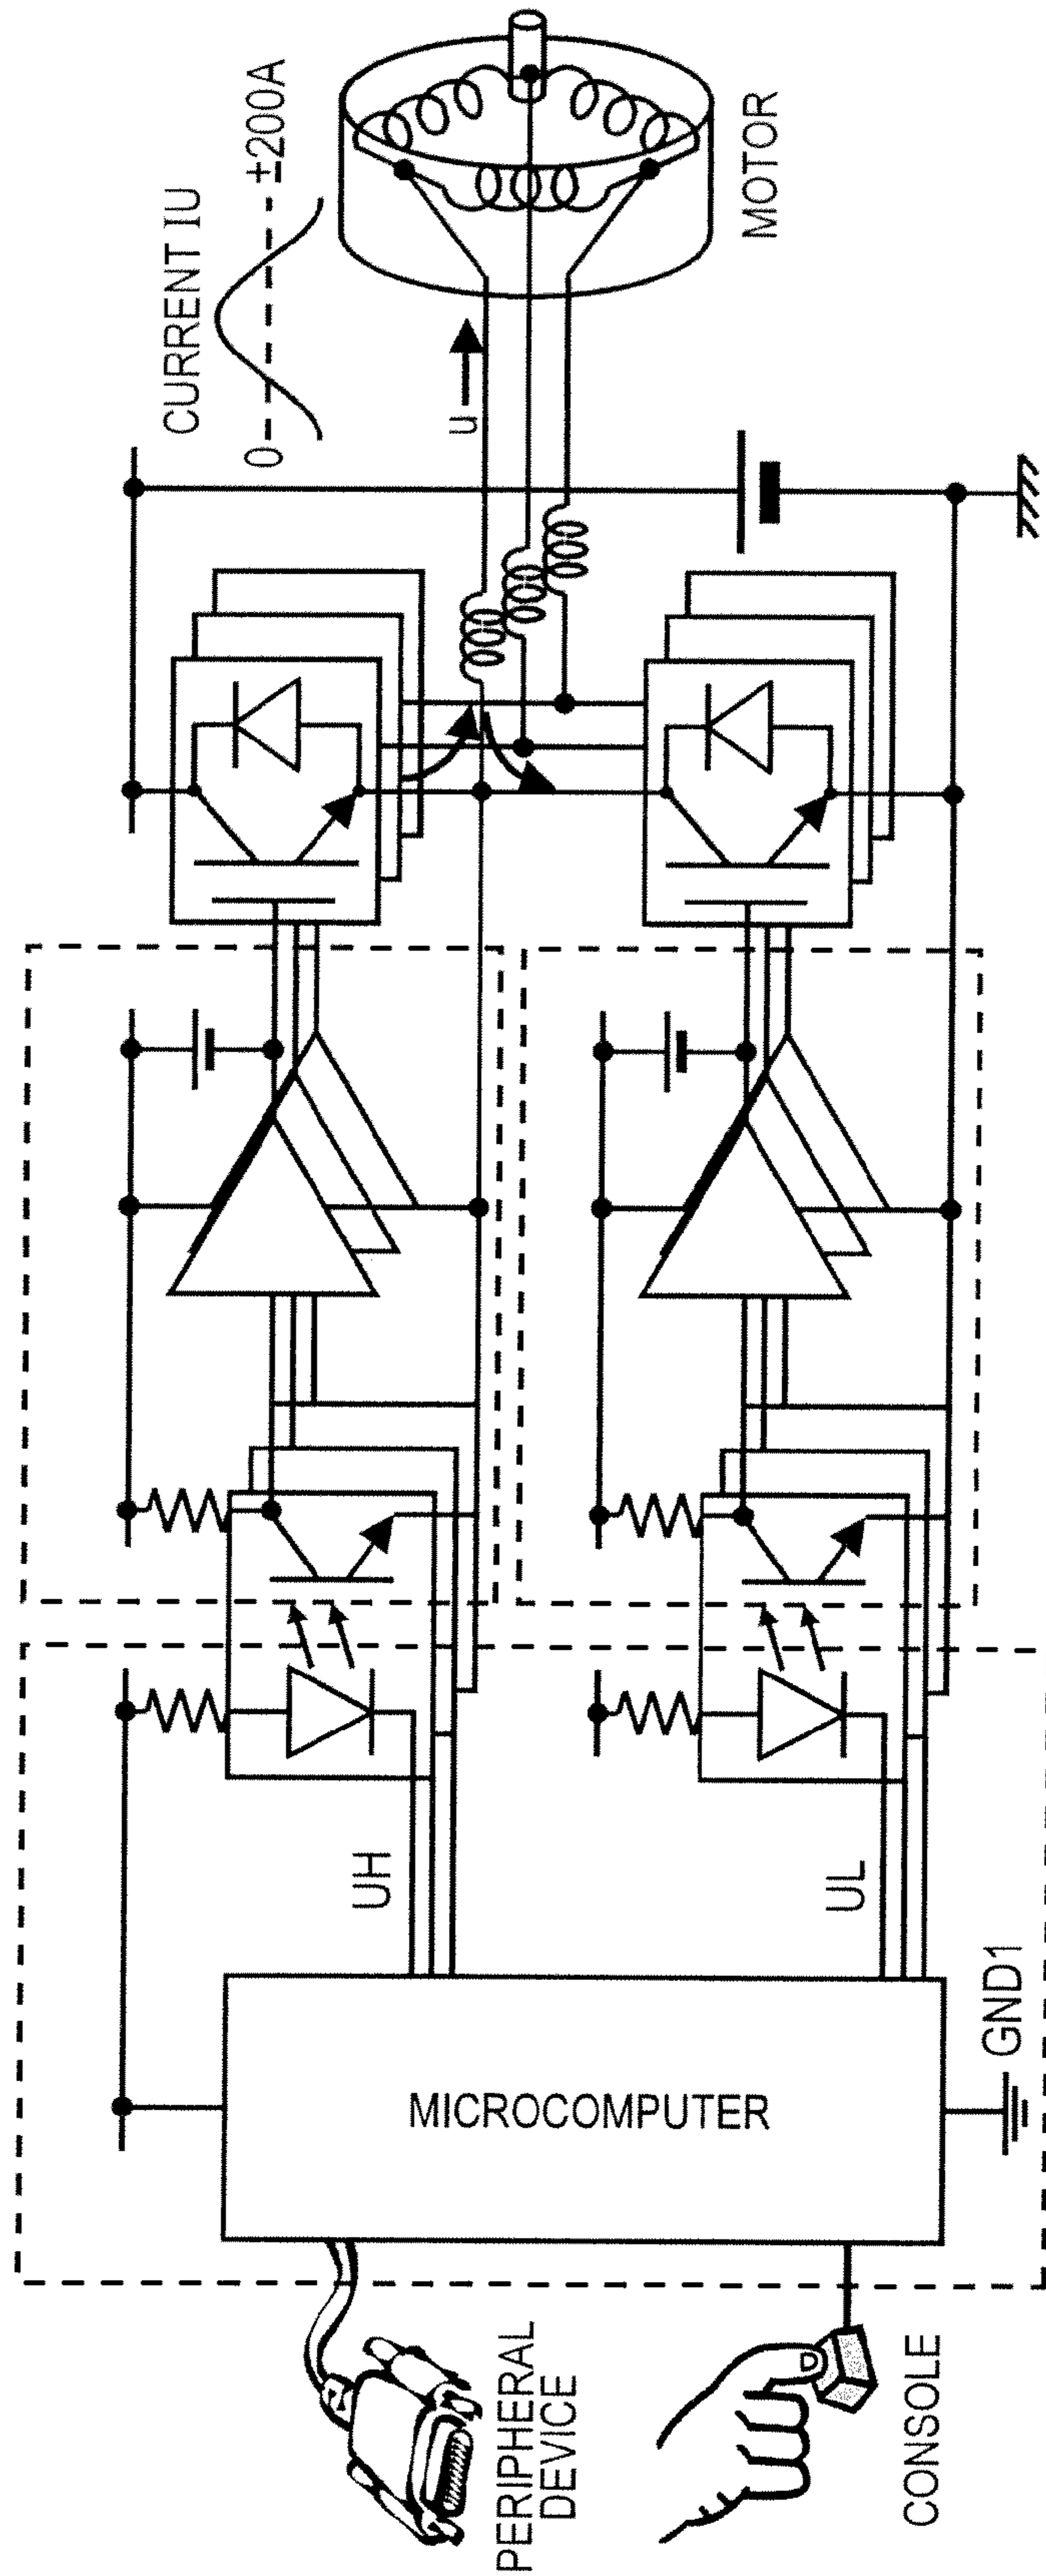 PERIPHERAL
DEVICE
CONSOLE
MICROCOMPUTER
GND1
UH
UL
u
CURRENT IU
0
±200A
MOTOR